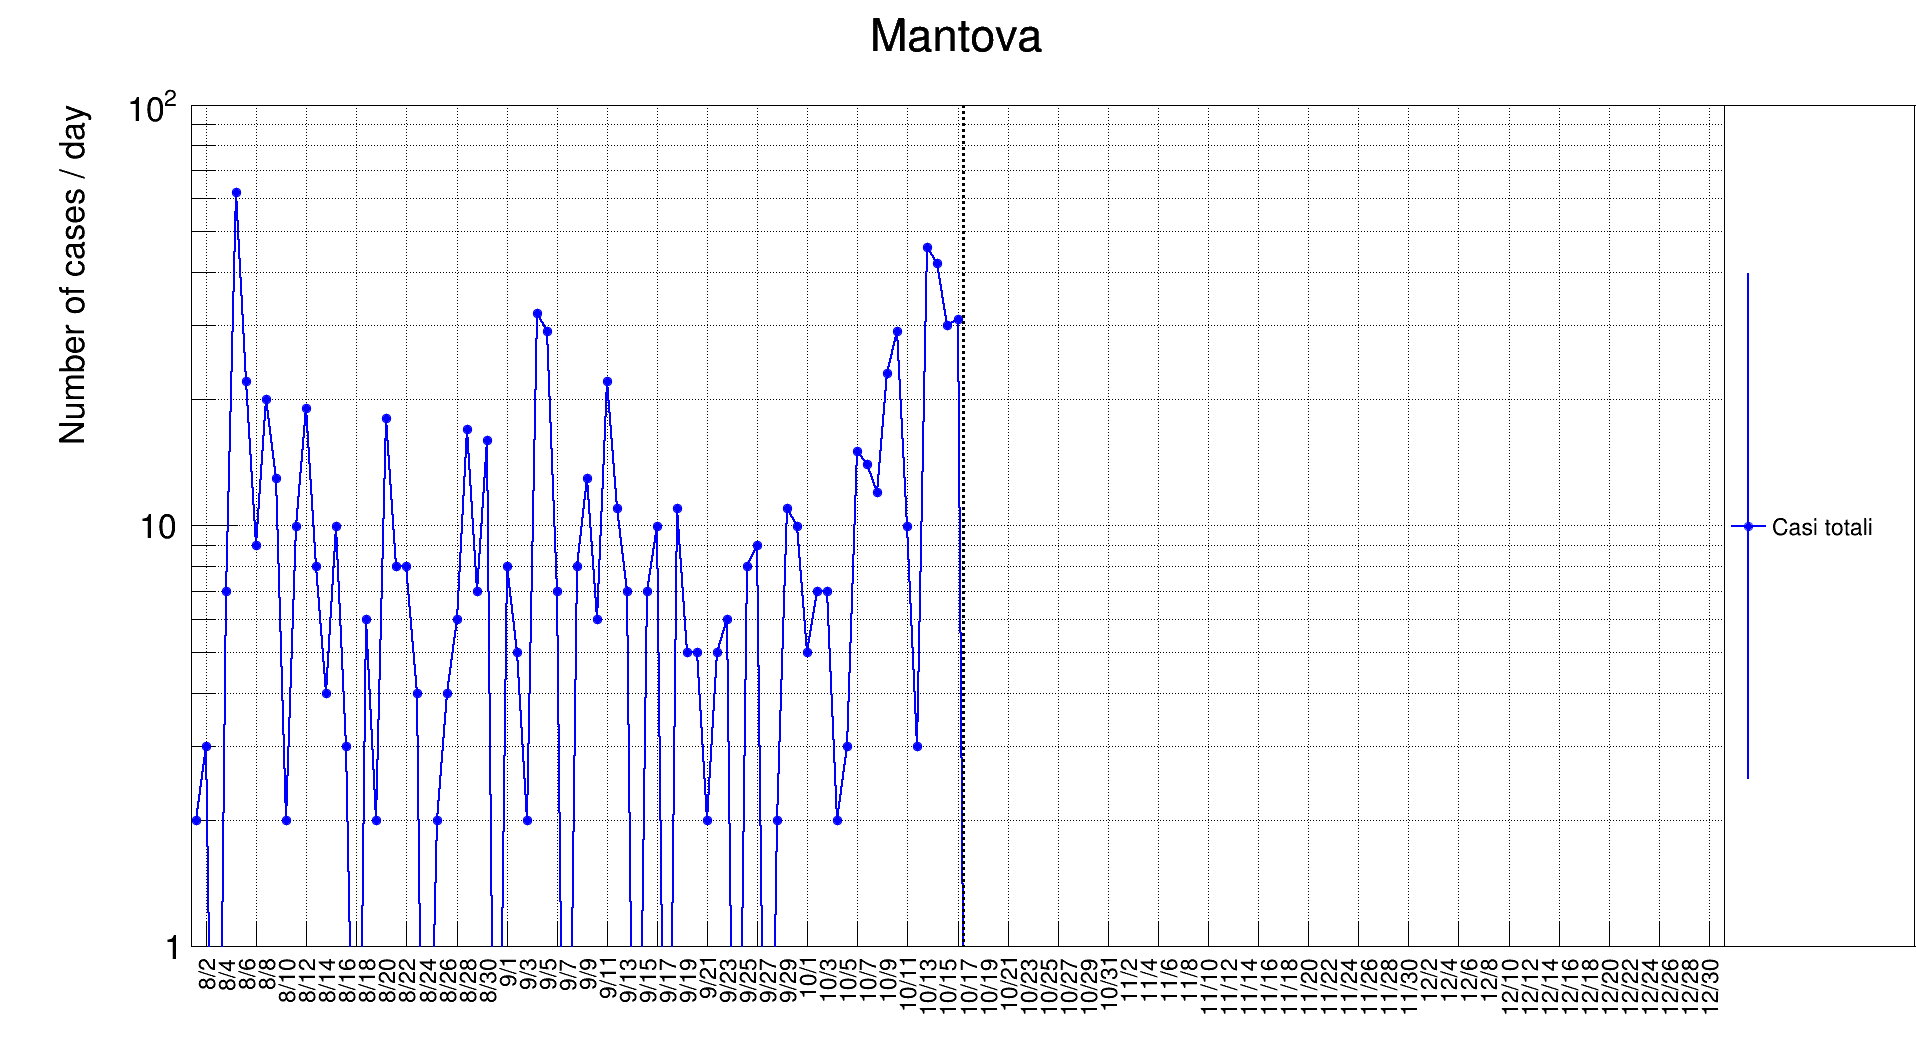 Mantova
Number of cases / day
10²
10
1
8/2 8/4 8/6 8/8 8/10 8/12 8/14 8/16 8/18 8/20 8/22 8/24 8/26 8/28 8/30 9/1 9/3 9/5 9/7 9/9 9/11 9/13 9/15 9/17 9/19 9/21 9/23 9/25 9/27 9/29 10/1 10/3 10/5 10/7 10/9 10/11 10/13 10/15 10/17 10/19 10/21 10/23 10/25 10/27 10/29 10/31 11/2 11/4 11/6 11/8 11/10 11/12 11/14 11/16 11/18 11/20 11/22 11/24 11/26 11/28 11/30 12/2 12/4 12/6 12/8 12/10 12/12 12/14 12/16 12/18 12/20 12/22 12/24 12/26 12/28 12/30
Casi totali